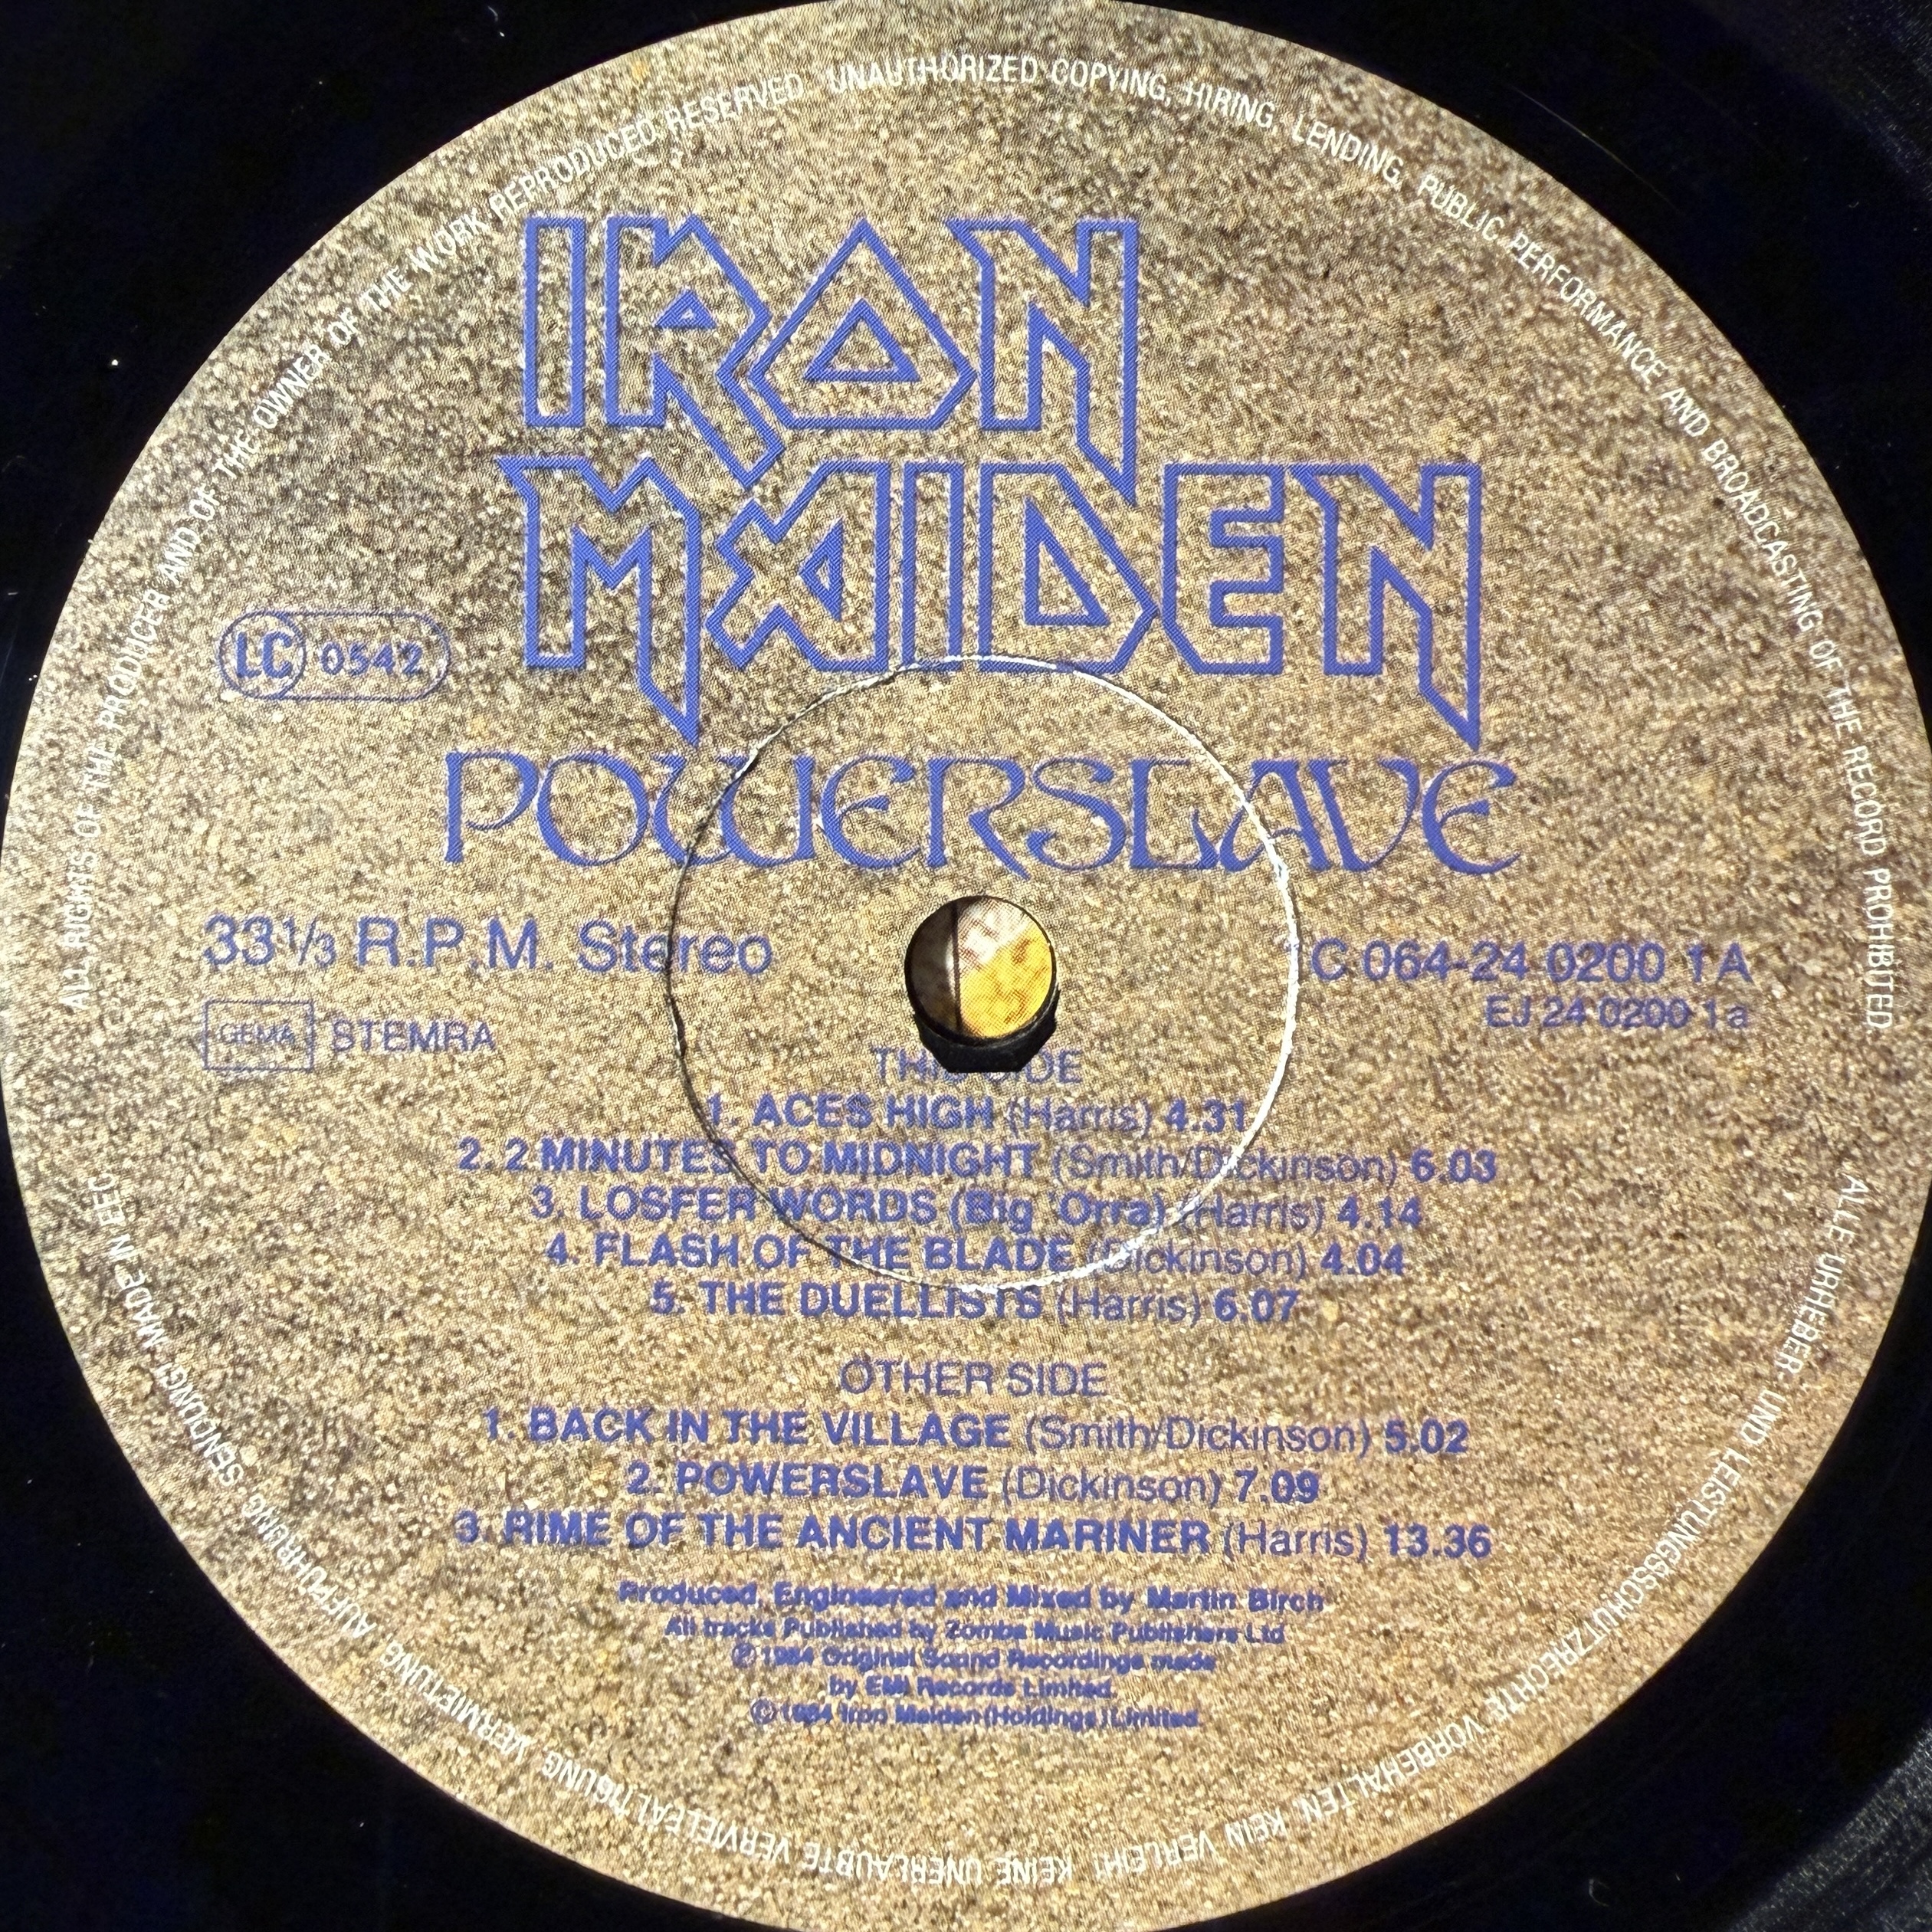 ALL RIGHTS OF THE PRODUCER AND OF THE OWNER OF THE WORK REPRODUCED RESERVED. UNAUTHORIZED COPYING, HIRING, LENDING, PUBLIC PERFORMANCE AND BROADCASTING OF THE RECORD PROHIBITED
IRON
MAIDEN
LC 0542
POWERSLAVE
33⅓ R.P.M. Stereo
1C 064-24 0200 1 A
EJ 24 0200 1 a
GEMA STEMRA
THIS SIDE
1. ACES HIGH (Harris) 4.31
2. 2 MINUTES TO MIDNIGHT (Smith/Dickinson) 6.03
3. LOSFER WORDS (Big 'Orra) (Harris) 4.14
4. FLASH OF THE BLADE (Dickinson) 4.04
5. THE DUELLISTS (Harris) 6.07
OTHER SIDE
1. BACK IN THE VILLAGE (Smith/Dickinson) 5.02
2. POWERSLAVE (Dickinson) 7.09
3. RIME OF THE ANCIENT MARINER (Harris) 13.36
Produced, Engineered and Mixed by Martin Birch
All tracks Published by Zomba Music Publishers Ltd
℗ 1984 Original Sound Recordings made
by EMI Records Limited.
© 1984 Iron Maiden (Holdings) Limited.
ALLE URHEBER UND LEISTUNGSSCHUTZRECHTE VORBEHALTEN. KEIN VERLEIH! KEINE UNERLAUBTE VERVIELFÄLTIGUNG, VERMIETUNG, AUFFÜHRUNG, SENDUNG! MADE IN EEC